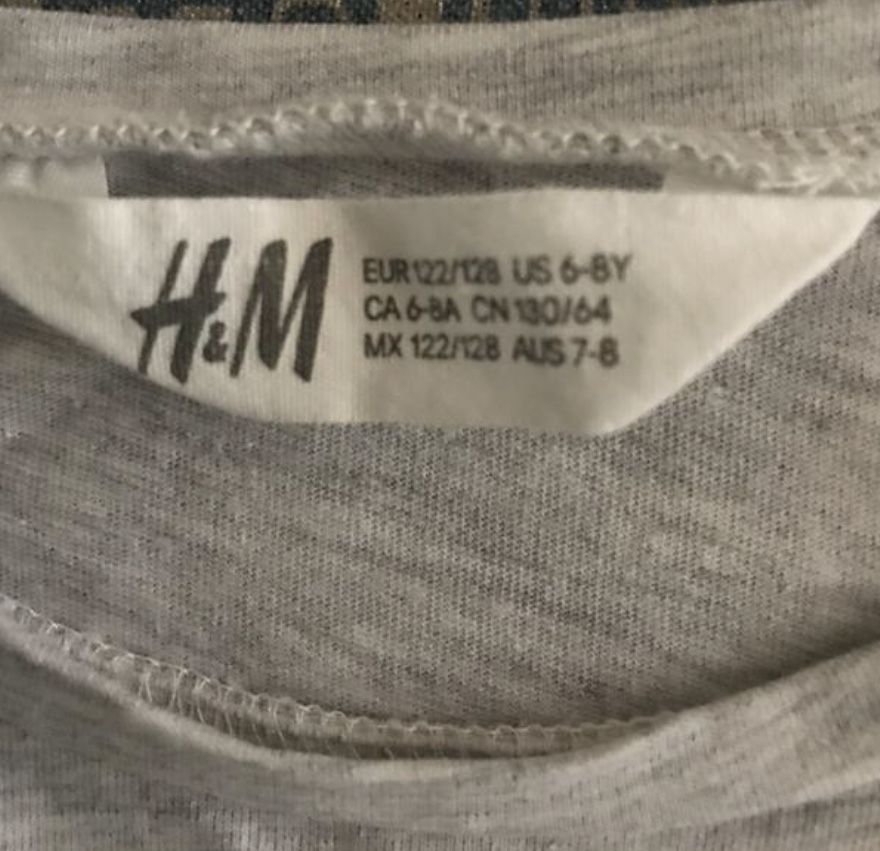 H&M
EUR 122/128 US 6-8Y
CA 6-8A CN 130/64
MX 122/128 AUS 7-8